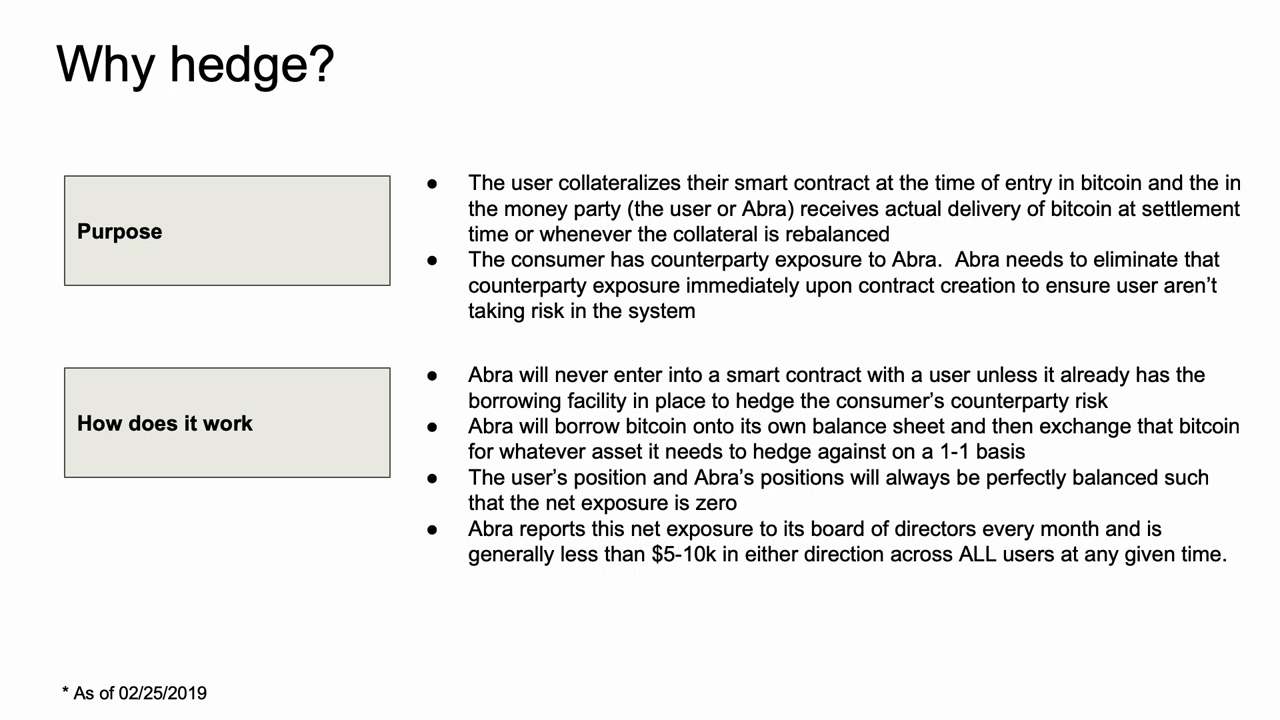 Why hedge?
Purpose
● The user collateralizes their smart contract at the time of entry in bitcoin and the in
the money party (the user or Abra) receives actual delivery of bitcoin at settlement
time or whenever the collateral is rebalanced
● The consumer has counterparty exposure to Abra.  Abra needs to eliminate that
counterparty exposure immediately upon contract creation to ensure user aren’t
taking risk in the system
How does it work
● Abra will never enter into a smart contract with a user unless it already has the
borrowing facility in place to hedge the consumer’s counterparty risk
● Abra will borrow bitcoin onto its own balance sheet and then exchange that bitcoin
for whatever asset it needs to hedge against on a 1-1 basis
● The user’s position and Abra’s positions will always be perfectly balanced such
that the net exposure is zero
● Abra reports this net exposure to its board of directors every month and is
generally less than $5-10k in either direction across ALL users at any given time.
* As of 02/25/2019